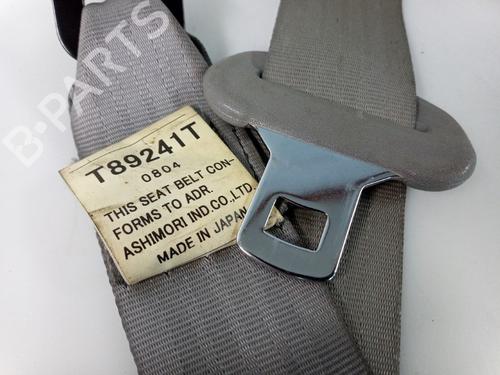 B-PARTS
T89241T
0804
THIS SEAT BELT CON-
FORMS TO ADR.
ASHIMORI IND.CO.,LTD.
MADE IN JAPAN